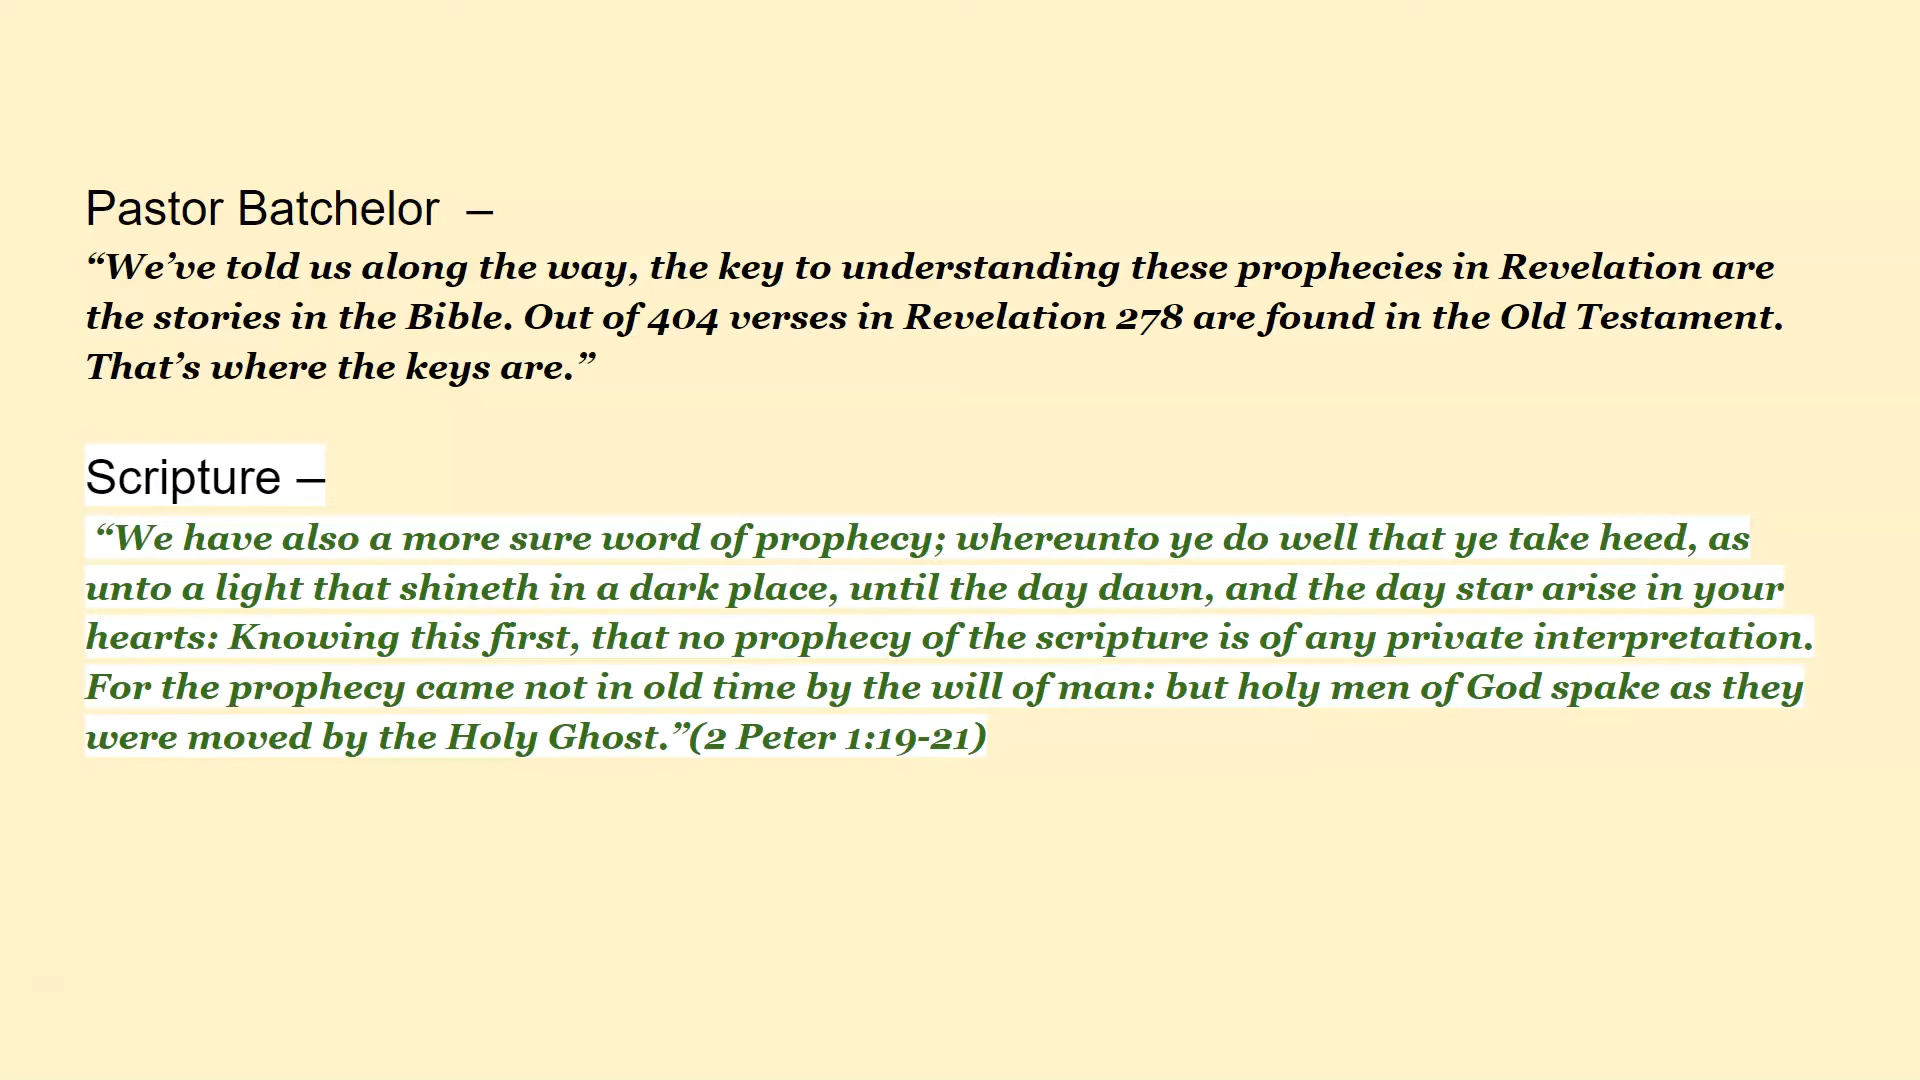 Pastor Batchelor –
“We’ve told us along the way, the key to understanding these prophecies in Revelation are
the stories in the Bible. Out of 404 verses in Revelation 278 are found in the Old Testament.
That’s where the keys are.”
Scripture –
“We have also a more sure word of prophecy; whereunto ye do well that ye take heed, as
unto a light that shineth in a dark place, until the day dawn, and the day star arise in your
hearts: Knowing this first, that no prophecy of the scripture is of any private interpretation.
For the prophecy came not in old time by the will of man: but holy men of God spake as they
were moved by the Holy Ghost.”(2 Peter 1:19-21)